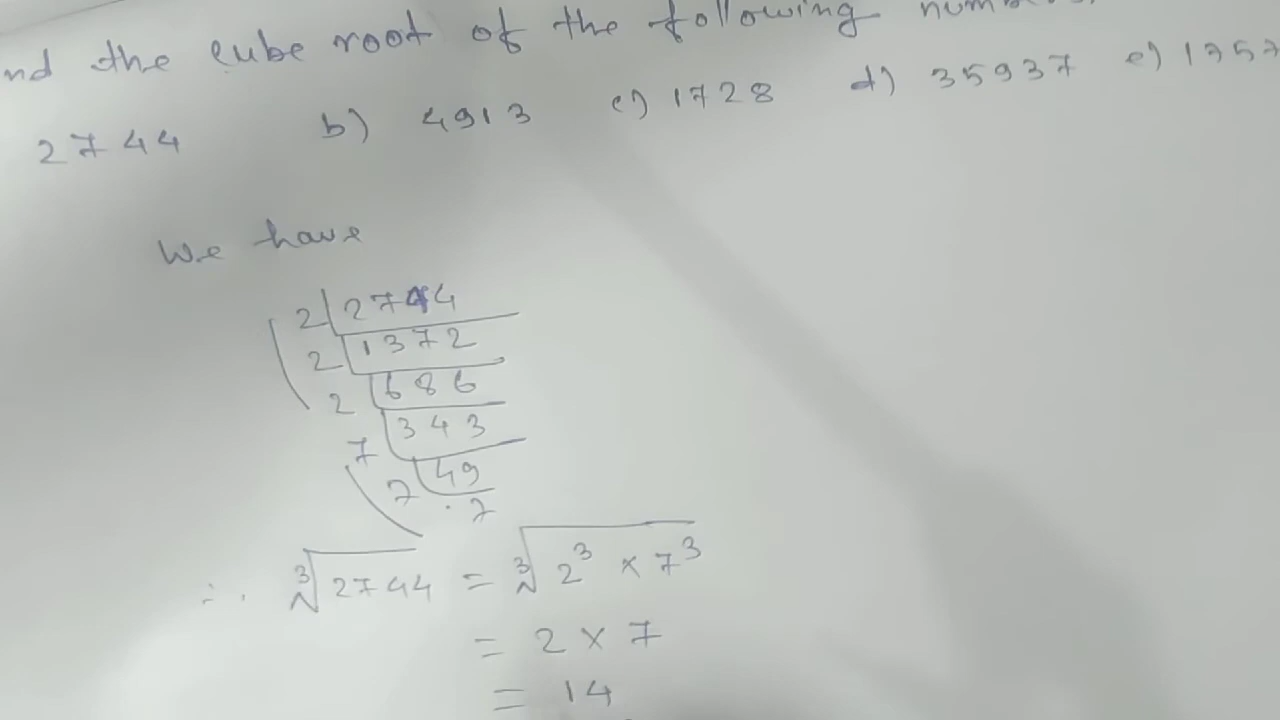 nd the cube root of the following
2744 b) 4913 c) 1728 d) 35937 e)
We have
2 | 2744
2 | 1372
2 | 686
7 | 343
7 | 49
7
∴ ∛2744 = ∛2³ × 7³
= 2 × 7
= 14